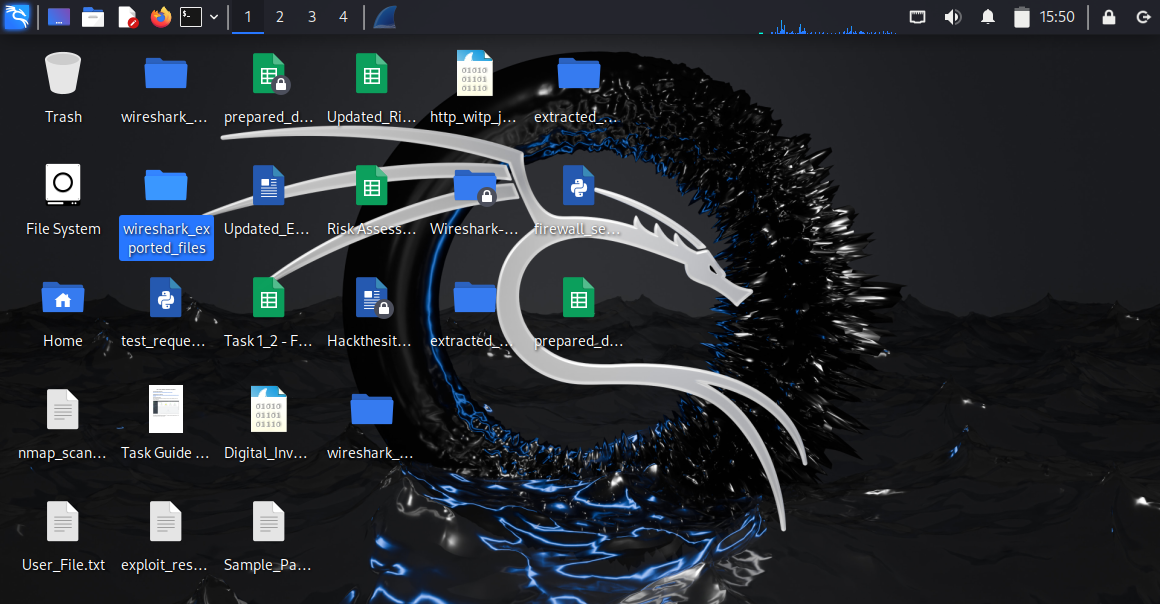 1 2 3 4 15:50
Trash
wireshark_...
prepared_d...
Updated_Ri...
http_witp_j...
extracted_...
File System
wireshark_ex
ported_files
Updated_E...
Risk Assess...
Wireshark-...
firewall_se...
Home
test_reque...
Task 1_2 - F...
Hackthesit...
extracted_...
prepared_d...
nmap_scan...
Task Guide ...
Digital_Inv...
wireshark_...
User_File.txt
exploit_res...
Sample_Pa...